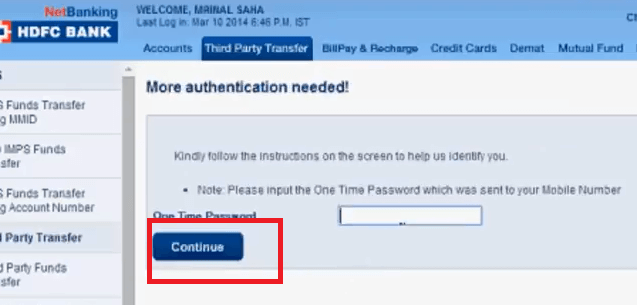 NetBanking
HDFC BANK
WELCOME, MRINAL SAHA
Last Log in: Mar 10 2014 6:46 P.M. IST
Accounts Third Party Transfer BillPay & Recharge Credit Cards Demat Mutual Fund
More authentication needed!
S Funds Transfer
g MMID
IMPS Funds
sfer
S Funds Transfer
g Account Number
d Party Transfer
d Party Funds
sfer
Kindly follow the instructions on the screen to help us identify you.
Note: Please input the One Time Password which was sent to your Mobile Number
One Time Password
Continue